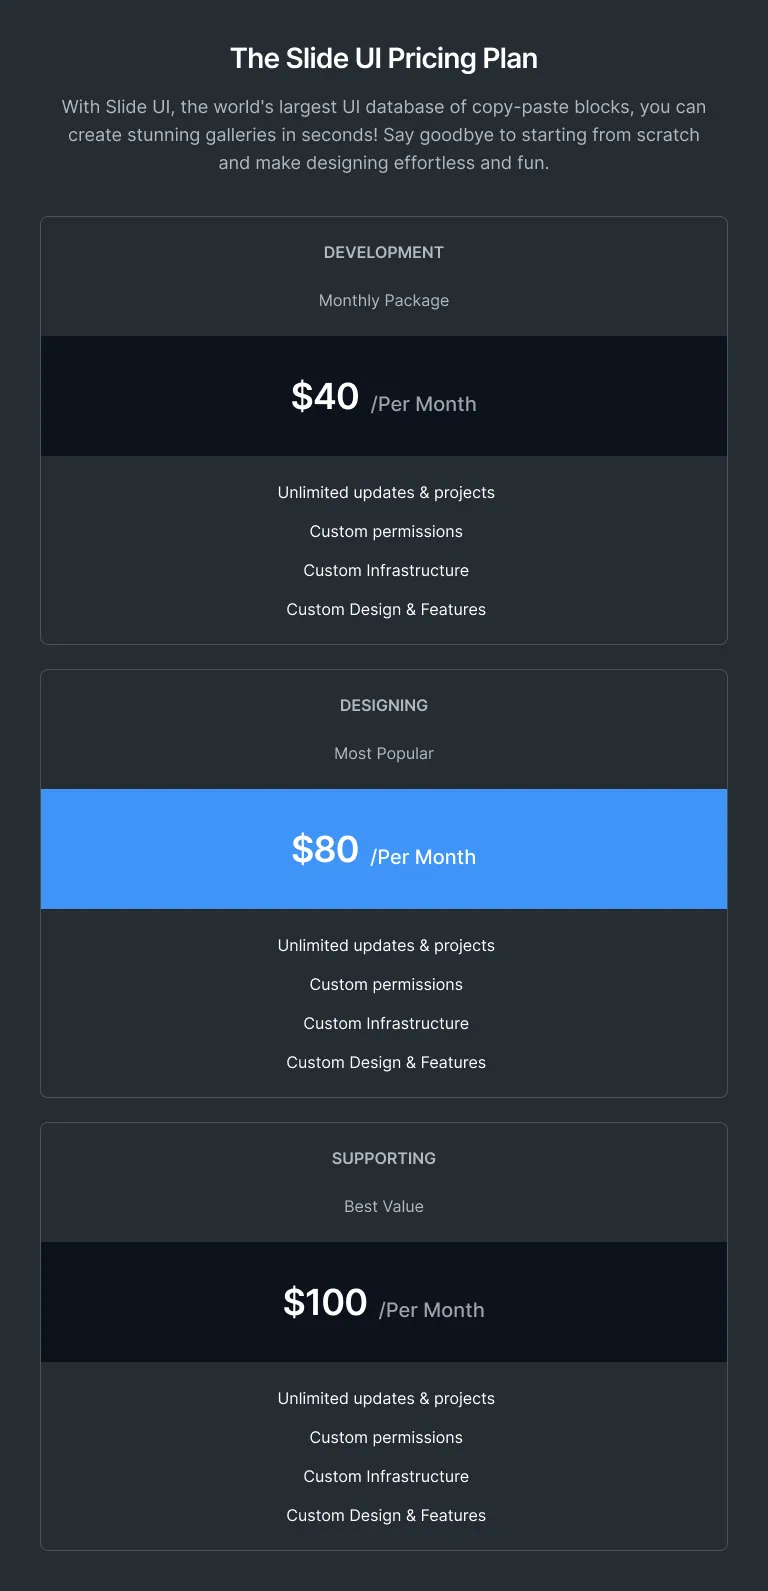 The Slide UI Pricing Plan
With Slide UI, the world's largest UI database of copy-paste blocks, you can
create stunning galleries in seconds! Say goodbye to starting from scratch
and make designing effortless and fun.
DEVELOPMENT
Monthly Package
$40 /Per Month
Unlimited updates & projects
Custom permissions
Custom Infrastructure
Custom Design & Features
DESIGNING
Most Popular
$80 /Per Month
Unlimited updates & projects
Custom permissions
Custom Infrastructure
Custom Design & Features
SUPPORTING
Best Value
$100 /Per Month
Unlimited updates & projects
Custom permissions
Custom Infrastructure
Custom Design & Features